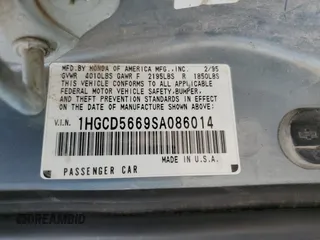 MFD.BY HONDA OF AMERICA MFG.,INC. 2/95
GVWR 4010LBS GAWR F 2195LBS R 1850LBS
THIS VEHICLE CONFORMS TO ALL APPLICABLE
FEDERAL MOTOR VEHICLE SAFETY,BUMPER,
AND THEFT PREVENTION STANDARDS IN EFFECT
ON THE DATE OF MANUFACTURE SHOWN ABOVE.
V.I.N. 1HGCD5669SA086014
MADE IN U.S.A.
PASSENGER CAR
DREAMBID